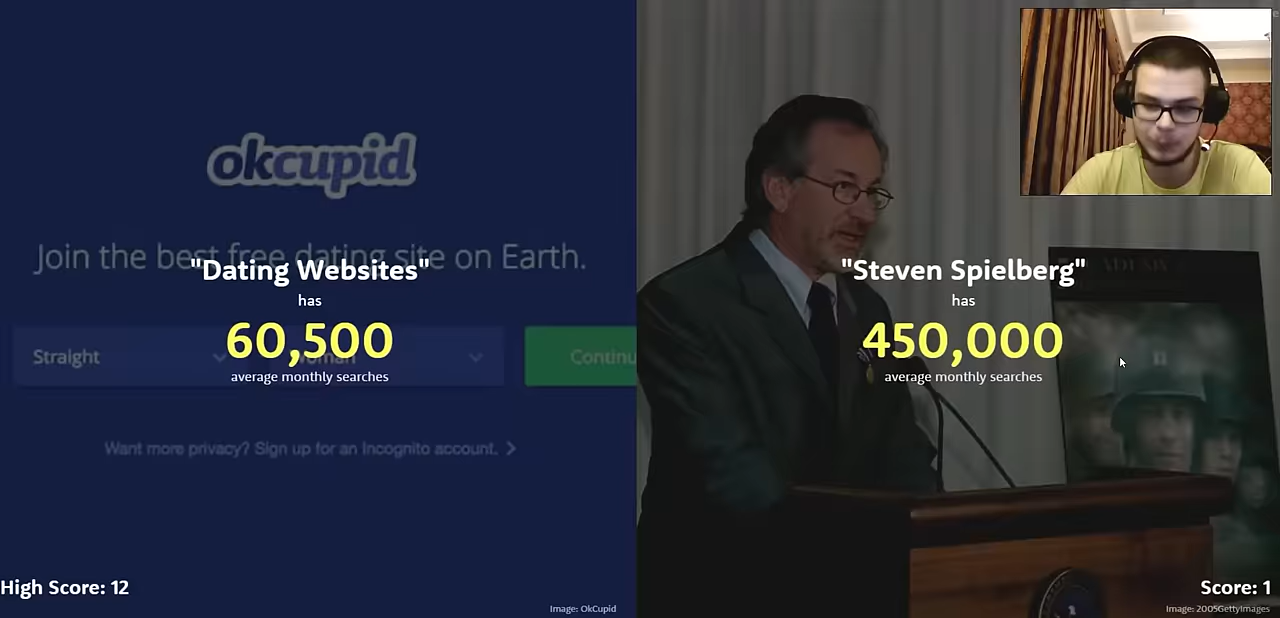 okcupid
Join the best free dating site on Earth.
"Dating Websites"
has
60,500
average monthly searches
Straight
Want more privacy? Sign up for an Incognito account.
High Score: 12
Image: OkCupid
"Steven Spielberg"
has
450,000
average monthly searches
Score: 1
Image: 2005GettyImages